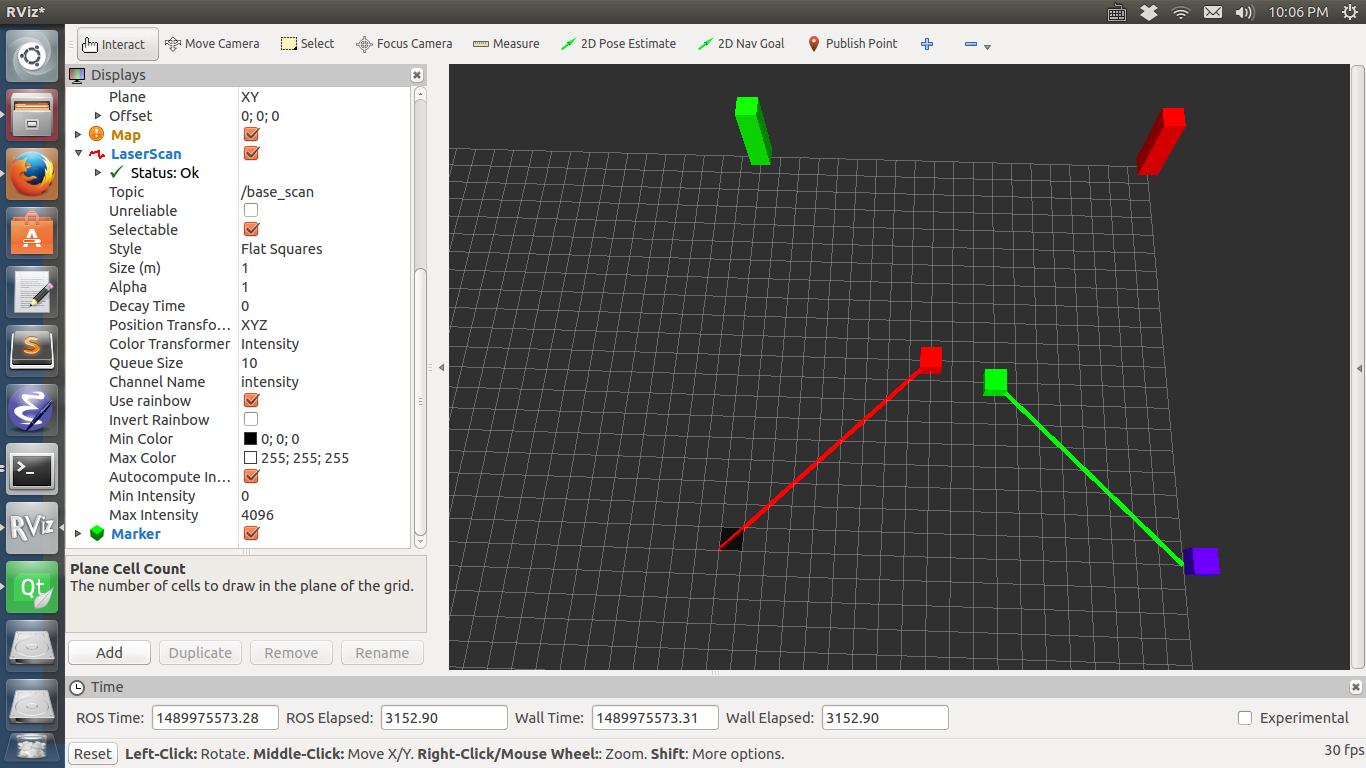 RViz*
10:06 PM
Interact
Move Camera
Select
Focus Camera
Measure
2D Pose Estimate
2D Nav Goal
Publish Point
Displays
Plane XY
Offset 0; 0; 0
Map
LaserScan
Status: Ok
Topic /base_scan
Unreliable
Selectable
Style Flat Squares
Size (m) 1
Alpha 1
Decay Time 0
Position Transfo... XYZ
Color Transformer Intensity
Queue Size 10
Channel Name intensity
Use rainbow
Invert Rainbow
Min Color 0; 0; 0
Max Color 255; 255; 255
Autocompute In...
Min Intensity 0
Max Intensity 4096
Marker
Plane Cell Count
The number of cells to draw in the plane of the grid.
Add
Duplicate
Remove
Rename
Time
ROS Time: 1489975573.28 ROS Elapsed: 3152.90 Wall Time: 1489975573.31 Wall Elapsed: 3152.90 Experimental
Reset Left-Click: Rotate. Middle-Click: Move X/Y. Right-Click/Mouse Wheel:: Zoom. Shift: More options. 30 fps
A
S
>_
RViz
Qt